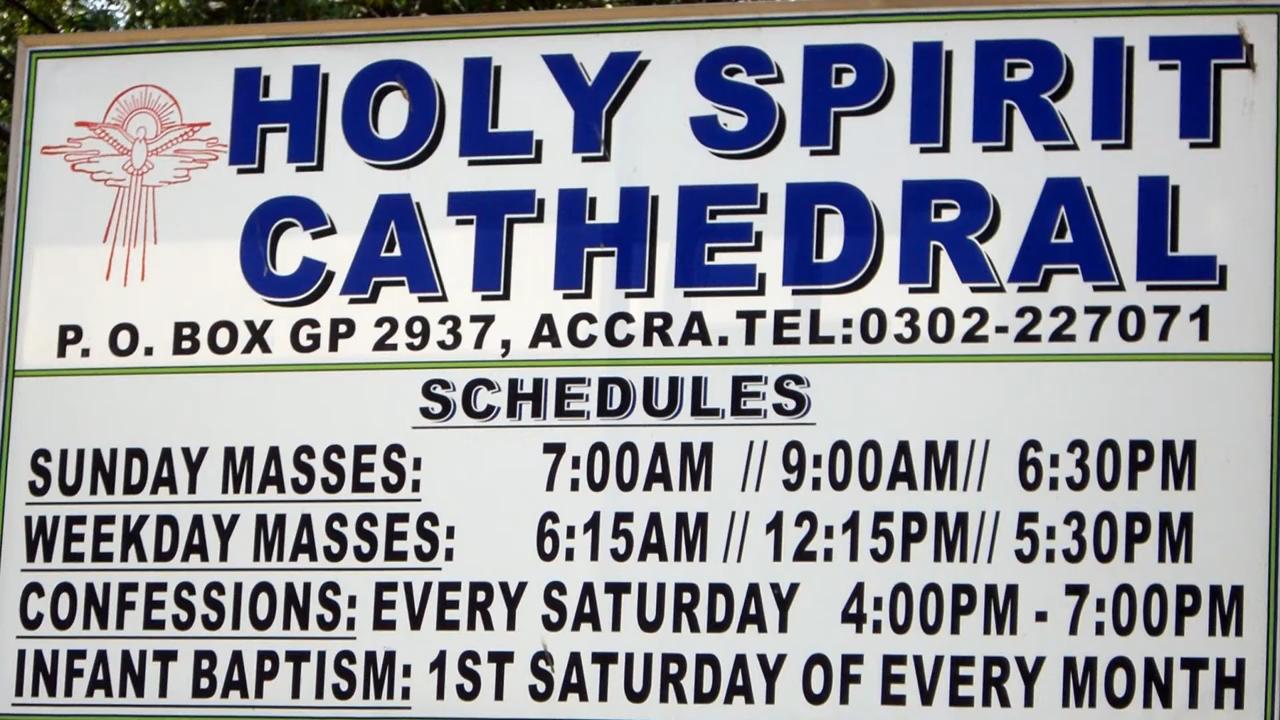 HOLY SPIRIT
CATHEDRAL
P. O. BOX GP 2937, ACCRA.TEL:0302-227071
SCHEDULES
SUNDAY MASSES: 7:00AM // 9:00AM// 6:30PM
WEEKDAY MASSES: 6:15AM // 12:15PM// 5:30PM
CONFESSIONS: EVERY SATURDAY 4:00PM - 7:00PM
INFANT BAPTISM: 1ST SATURDAY OF EVERY MONTH